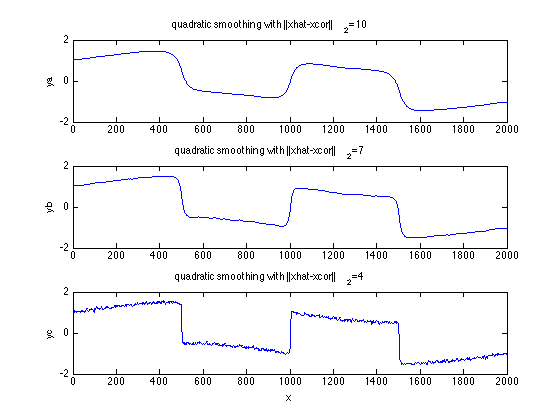 quadratic smoothing with ||xhat-xcor||₂=10
2
0
-2
ya
0 200 400 600 800 1000 1200 1400 1600 1800 2000
quadratic smoothing with ||xhat-xcor||₂=7
2
0
-2
yb
0 200 400 600 800 1000 1200 1400 1600 1800 2000
quadratic smoothing with ||xhat-xcor||₂=4
2
0
-2
yc
0 200 400 600 800 1000 1200 1400 1600 1800 2000
x